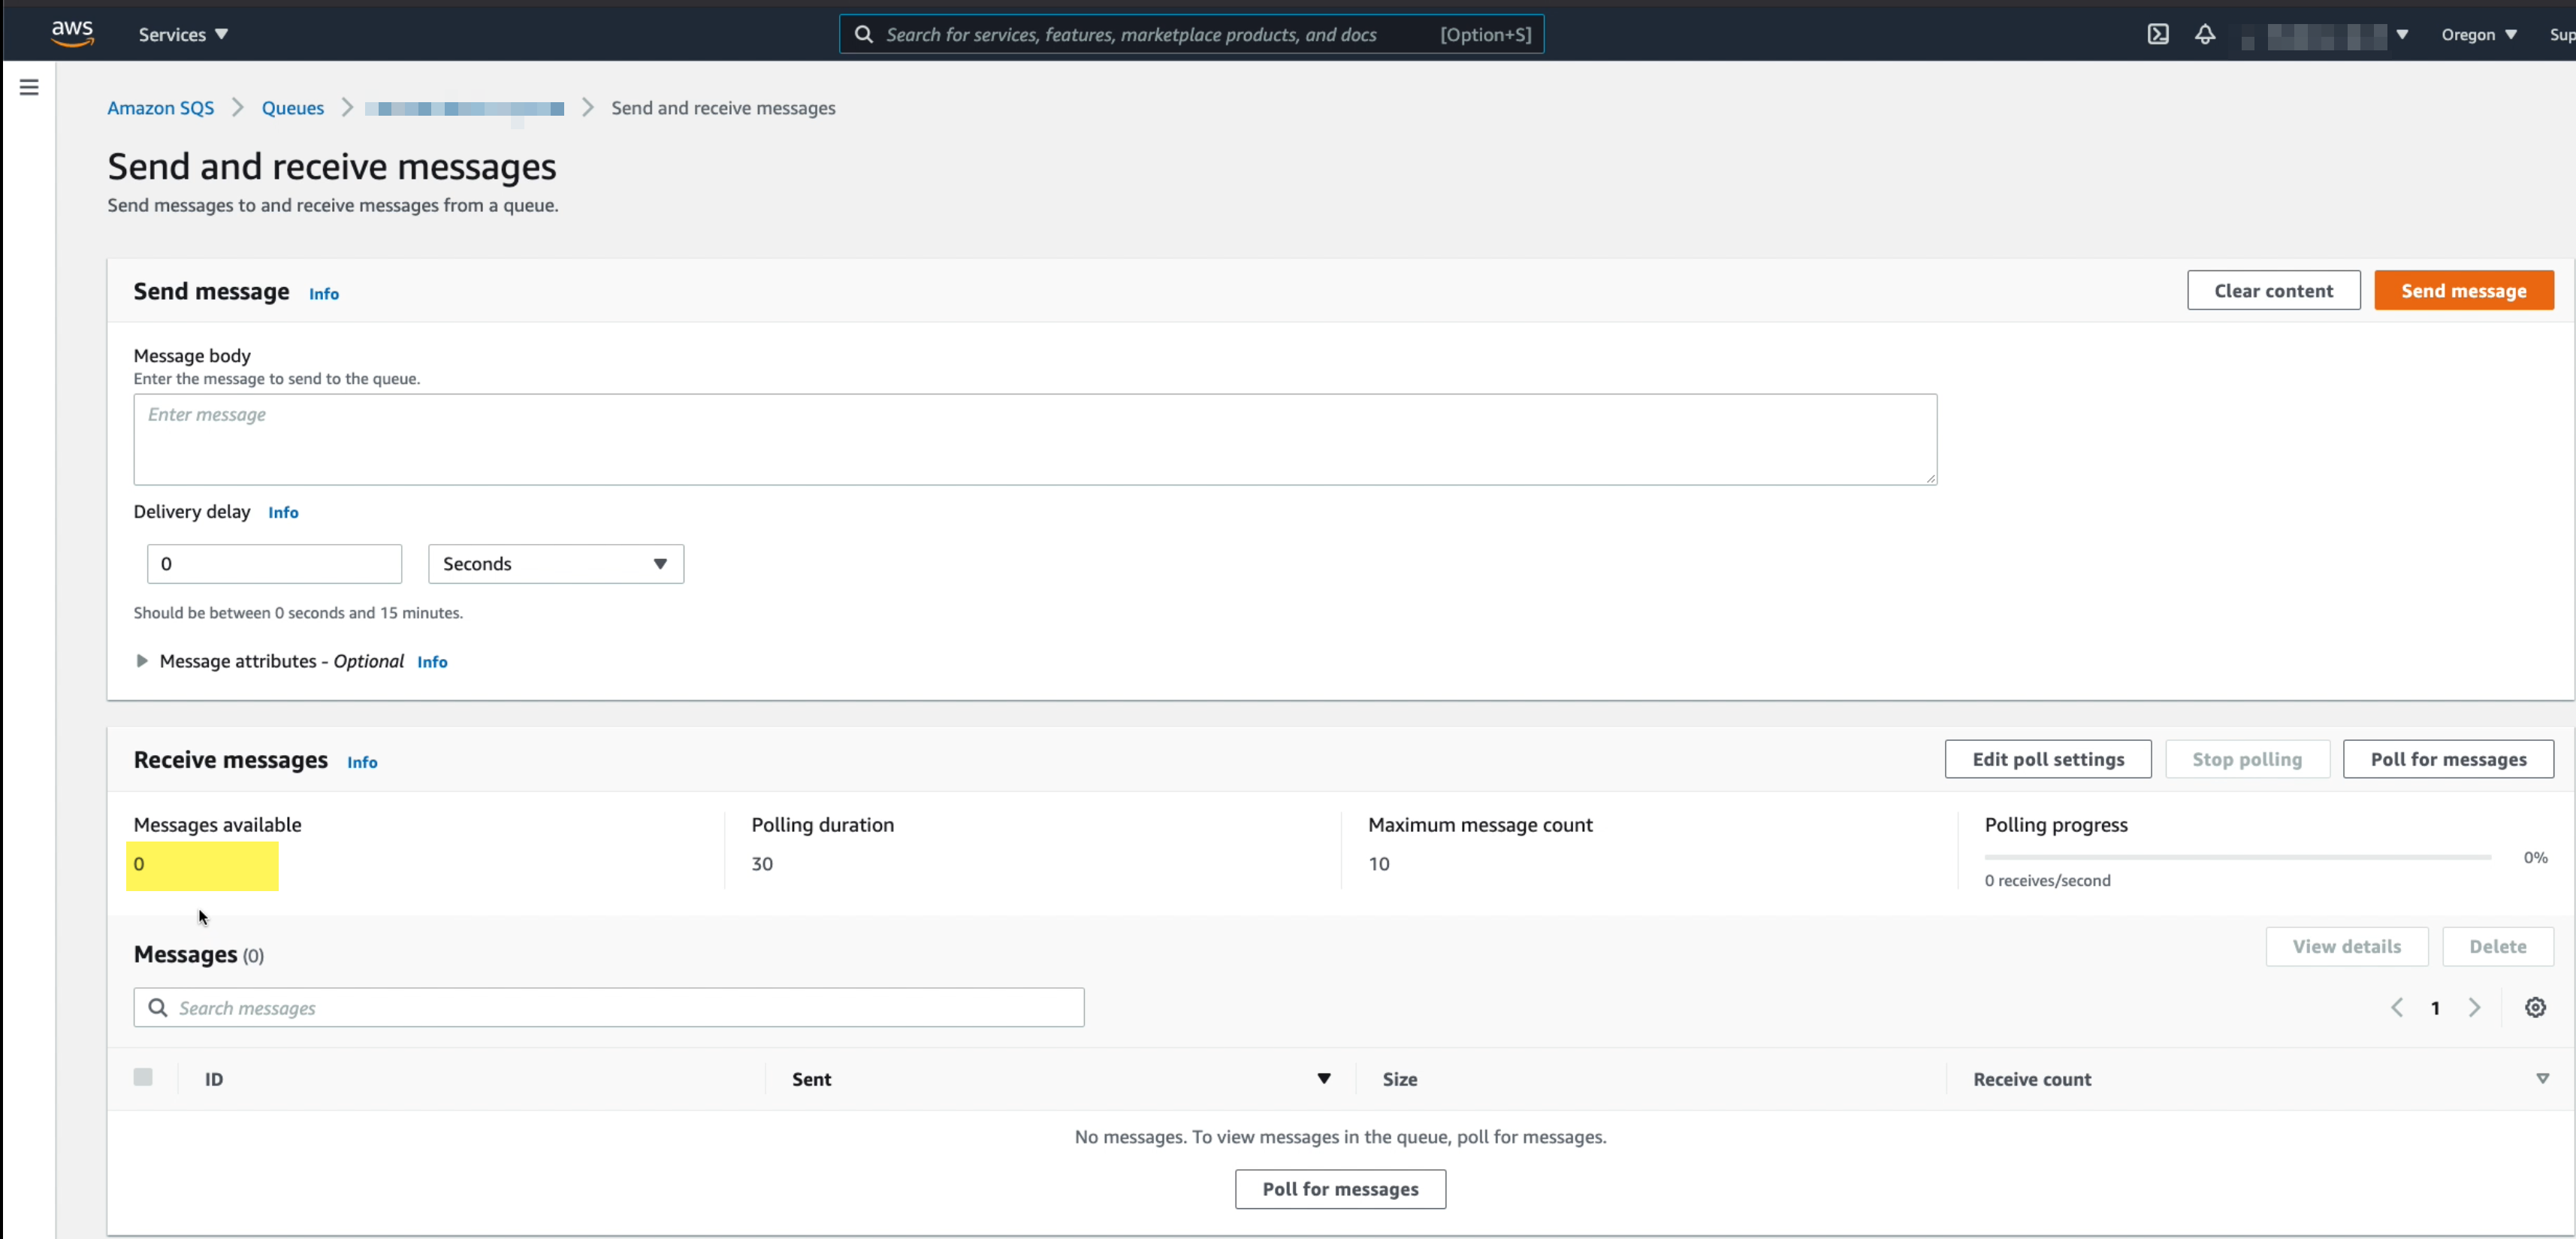 aws Services Search for services, features, marketplace products, and docs [Option+S] Oregon Sup
Amazon SQS Queues Send and receive messages
Send and receive messages
Send messages to and receive messages from a queue.
Send message Info Clear content Send message
Message body
Enter the message to send to the queue.
Enter message
Delivery delay Info
0 Seconds
Should be between 0 seconds and 15 minutes.
Message attributes - Optional Info
Receive messages Info Edit poll settings Stop polling Poll for messages
Messages available Polling duration Maximum message count Polling progress
0 30 10 0%
0 receives/second
Messages (0) View details Delete
Search messages 1
ID Sent Size Receive count
No messages. To view messages in the queue, poll for messages.
Poll for messages